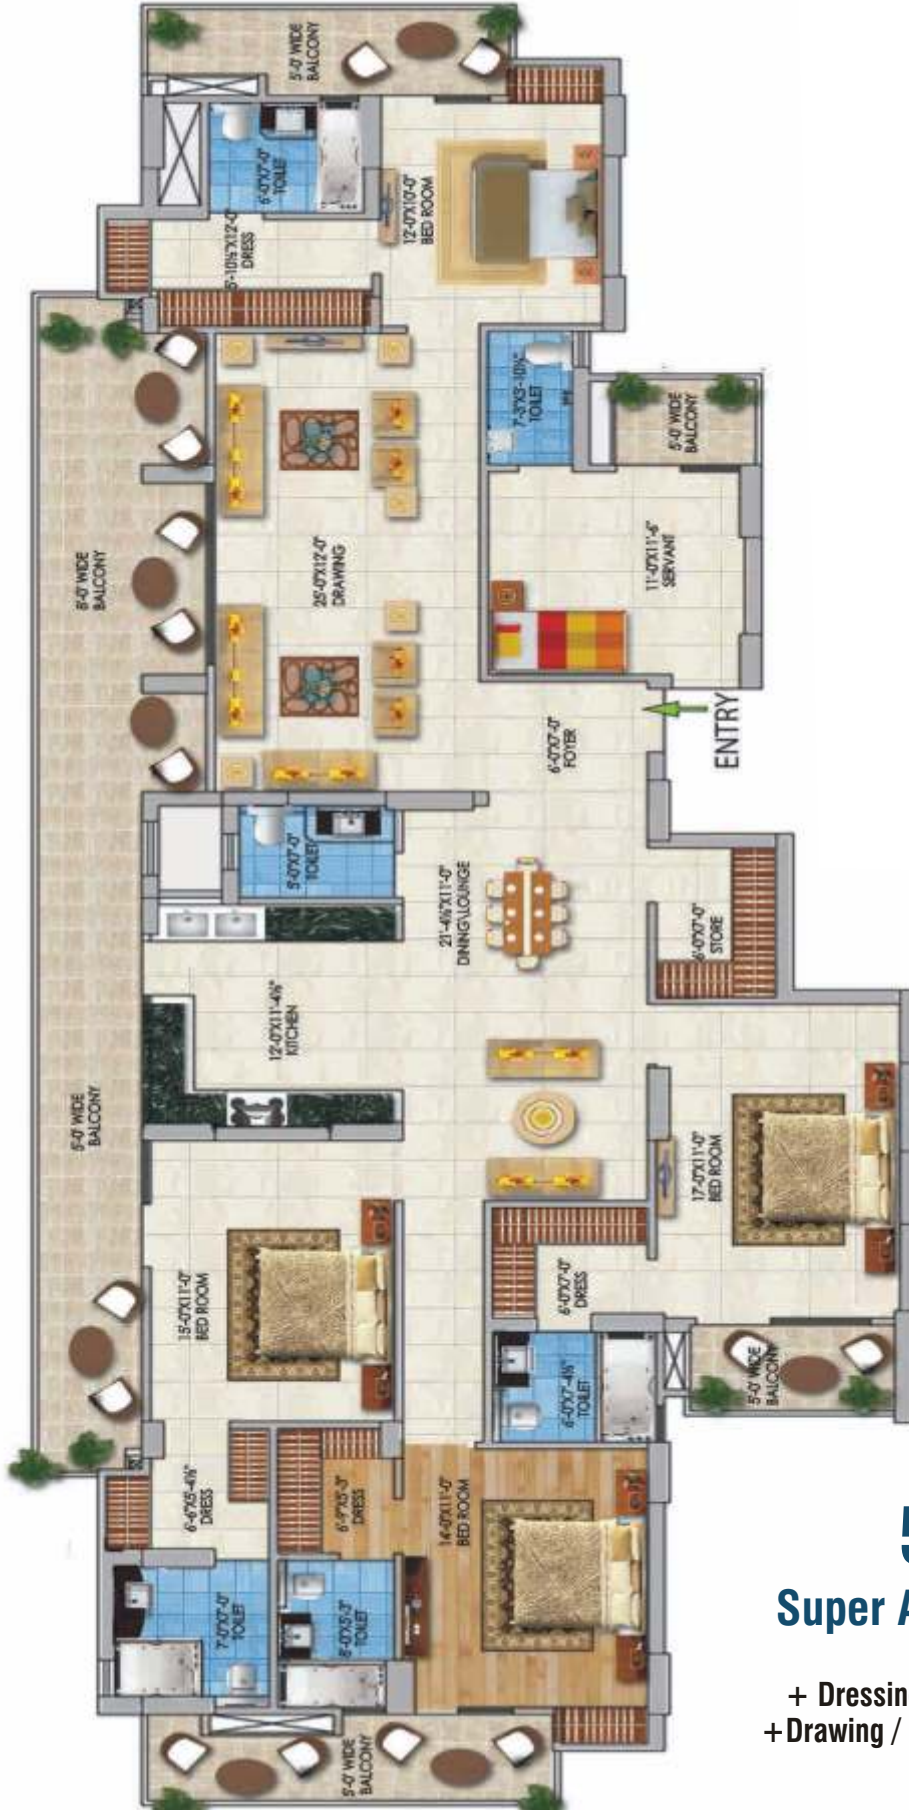 5'-0" WIDE
BALCONY
6'-0"X7'-0"
TOILET
12'-0"X10'-0"
BED ROOM
5'-10½"X12'-0"
DRESS
7'-3"X3'-10½"
TOILET
5'-0" WIDE
BALCONY
8'-0" WIDE
BALCONY
25'-0"X12'-0"
DRAWING
11'-0"X11'-6"
SERVANT
6'-0"X7'-0"
FOYER
ENTRY
5'-0"X7'-0"
TOILET
21'-4½"X11'-0"
DINING\LOUNGE
6'-0"X7'-0"
STORE
12'-0"X11'-4½"
KITCHEN
5'-0" WIDE
BALCONY
17'-0"X11'-0"
BED ROOM
15'-0"X11'-0"
BED ROOM
6'-0"X7'-0"
DRESS
5'-0" WIDE
BALCONY
6'-0"X7'-4½"
TOILET
6'-6"X5'-4½"
DRESS
6'-9"X5'-3"
DRESS
14'-0"X11'-0"
BED ROOM
7'-0"X7'-0"
TOILET
8'-0"X5'-3"
TOILET
5'-0" WIDE
BALCONY
Super
+ Dressin
+Drawing /